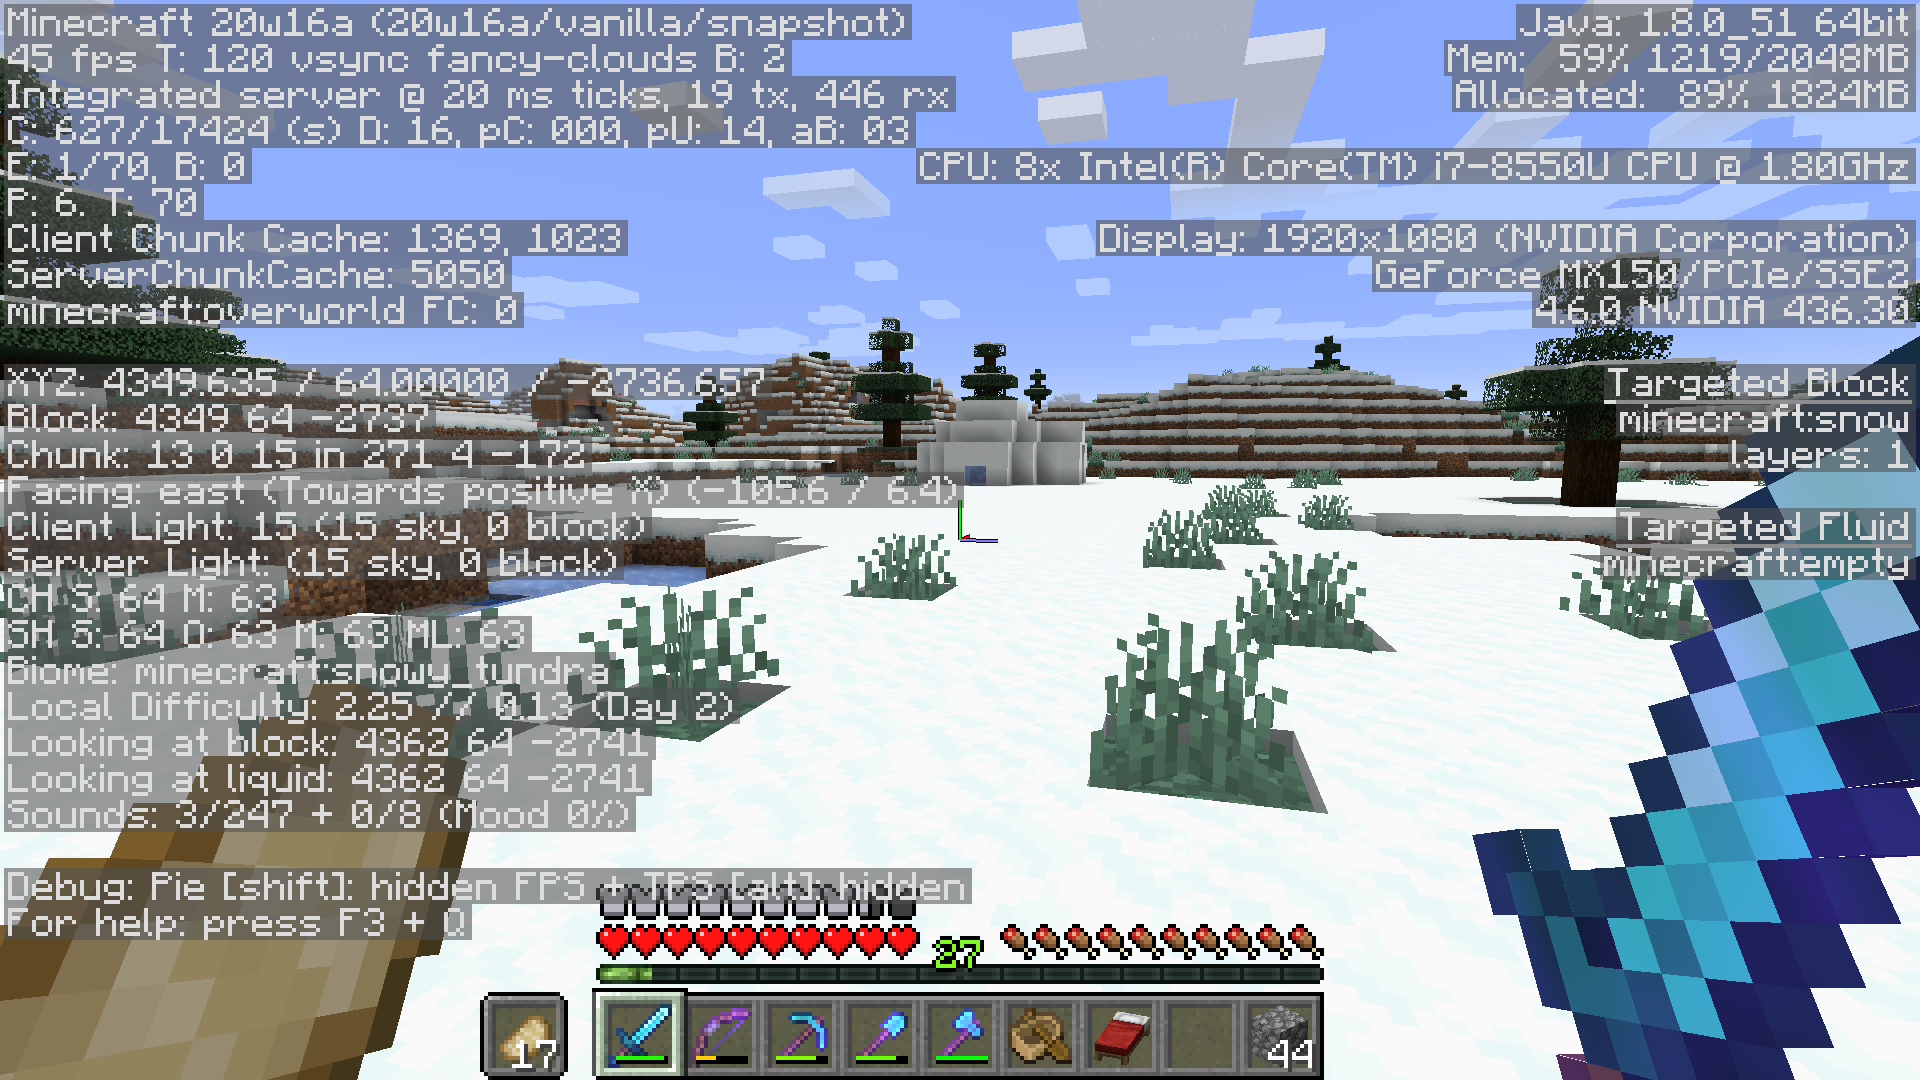 Minecraft 20w16a (20w16a/vanilla/snapshot)
45 fps T: 120 vsync fancy-clouds B: 2
Integrated server @ 20 ms ticks, 19 tx, 446 rx
C: 827/17424 (s) D: 16, pC: 000, pU: 14, aB: 03
E: 1/70, B: 0
P: 6. T: 70
Client Chunk Cache: 1369, 1023
ServerChunkCache: 5050
minecraft:overworld FC: 0
XYZ: 4349.635 / 64.00000 / -2736.657
Block: 4349 64 -2737
Chunk: 13 0 15 in 271 4 -172
Facing: east (Towards positive X) (-105.6 / 6.4)
Client Light: 15 (15 sky, 0 block)
Server Light: (15 sky, 0 block)
CH S: 64 M: 63
SH S: 64 O: 63 M: 63 ML: 63
Biome: minecraft:snowy_tundra
Local Difficulty: 2.25 // 0.13 (Day 2)
Looking at block: 4362 64 -2741
Looking at liquid: 4362 64 -2741
Sounds: 3/247 + 0/8 (Mood 0%)
Debug: Pie [shift]: hidden FPS + TPS [alt]: hidden
For help: press F3 + Q
Java: 1.8.0_51 64bit
Mem: 59% 1219/2048MB
Allocated: 89% 1824MB
CPU: 8x Intel(R) Core(TM) i7-8550U CPU @ 1.80GHz
Display: 1920x1080 (NVIDIA Corporation)
GeForce MX150/PCIe/SSE2
4.6.0 NVIDIA 436.30
Targeted Block
minecraft:snow
layers: 1
Targeted Fluid
minecraft:empty
27
17
44